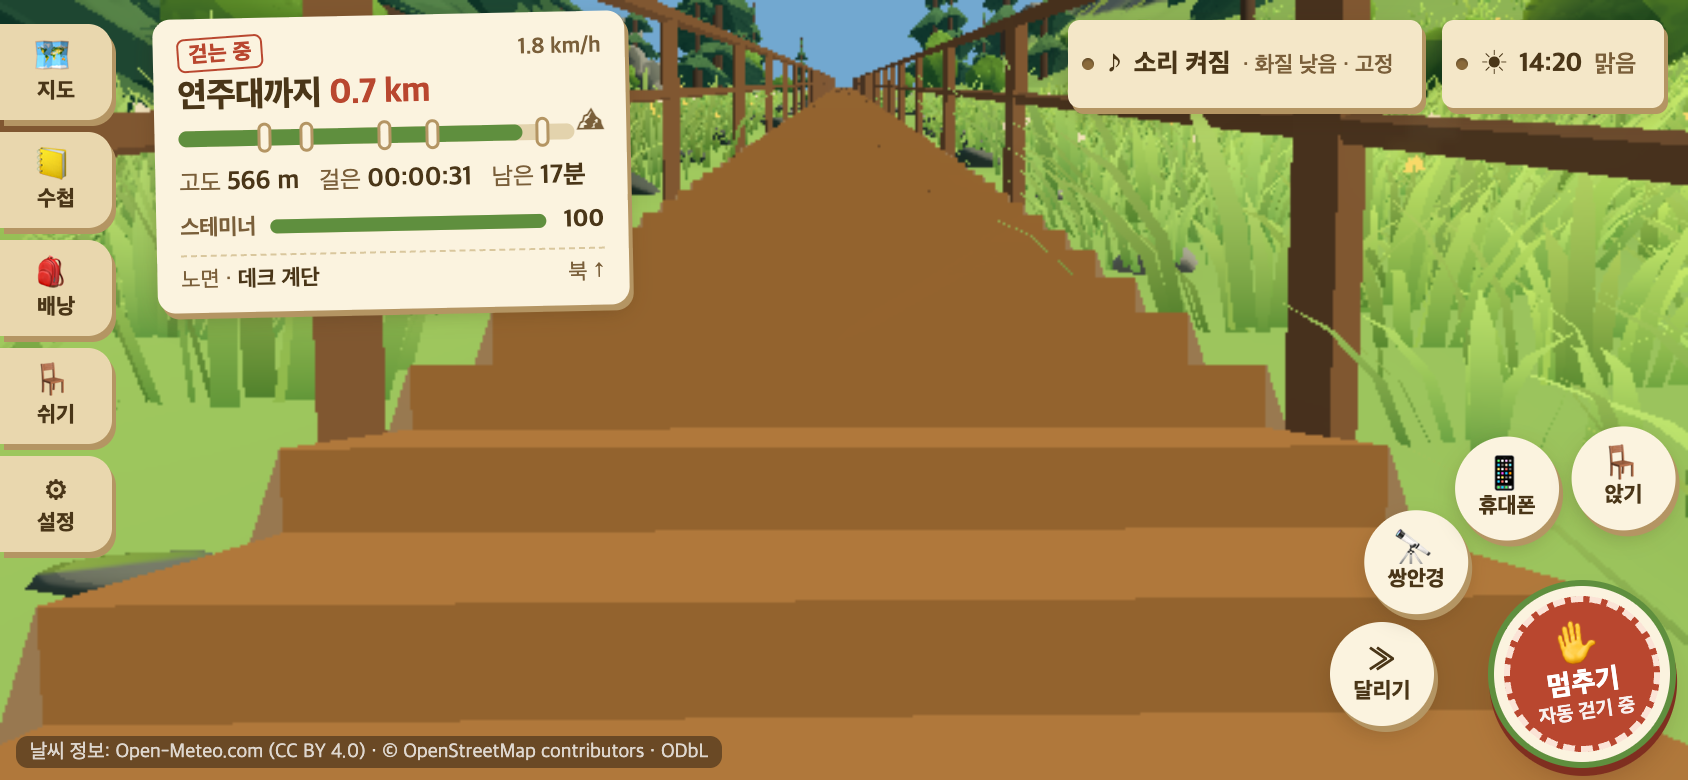 지도
수첩
배낭
쉬기
설정
걷는 중
1.8 km/h
연주대까지 0.7 km
고도 566 m 걸은 00:00:31 남은 17분
스테미너 100
노면 · 데크 계단
북 ↑
♪ 소리 켜짐 · 화질 낮음 · 고정
14:20 맑음
휴대폰
앉기
쌍안경
달리기
멈추기
자동 걷기 중
날씨 정보: Open-Meteo.com (CC BY 4.0) · © OpenStreetMap contributors · ODbL